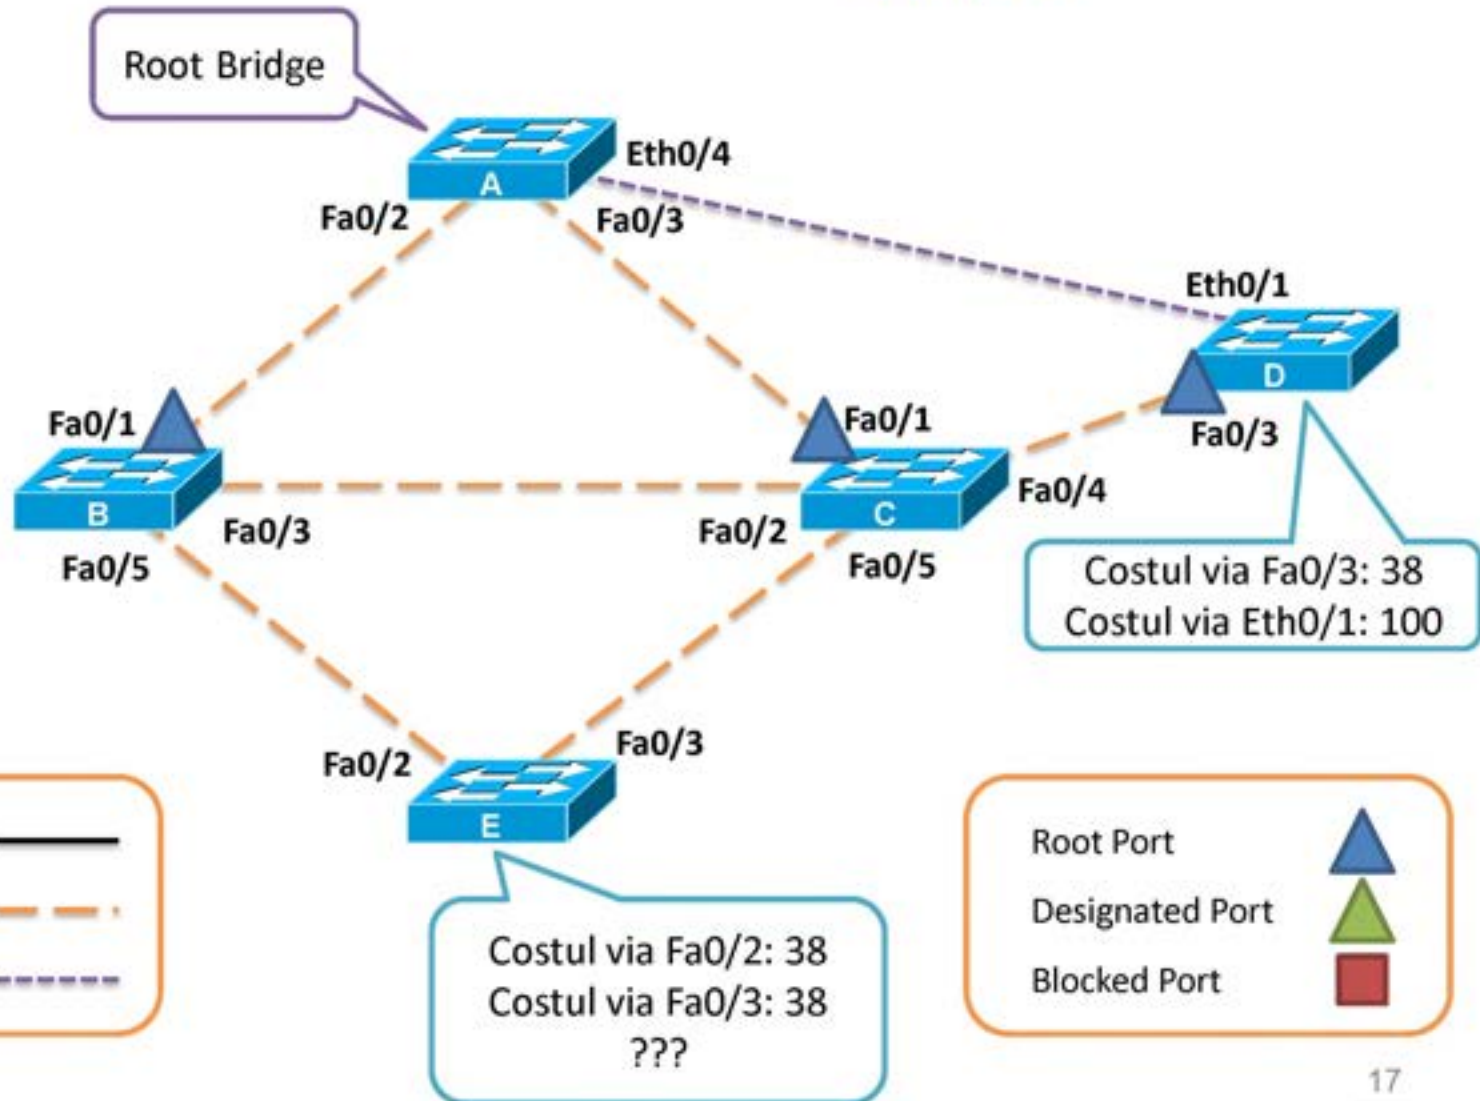 Root Bridge
A
Eth0/4
Fa0/2
Fa0/3
Eth0/1
D
Fa0/1
Fa0/1
Fa0/3
B
C
Fa0/4
Fa0/3
Fa0/2
Fa0/5
Fa0/5
Costul via Fa0/3: 38
Costul via Eth0/1: 100
Fa0/2
Fa0/3
E
Costul via Fa0/2: 38
Costul via Fa0/3: 38
???
Root Port
Designated Port
Blocked Port
17